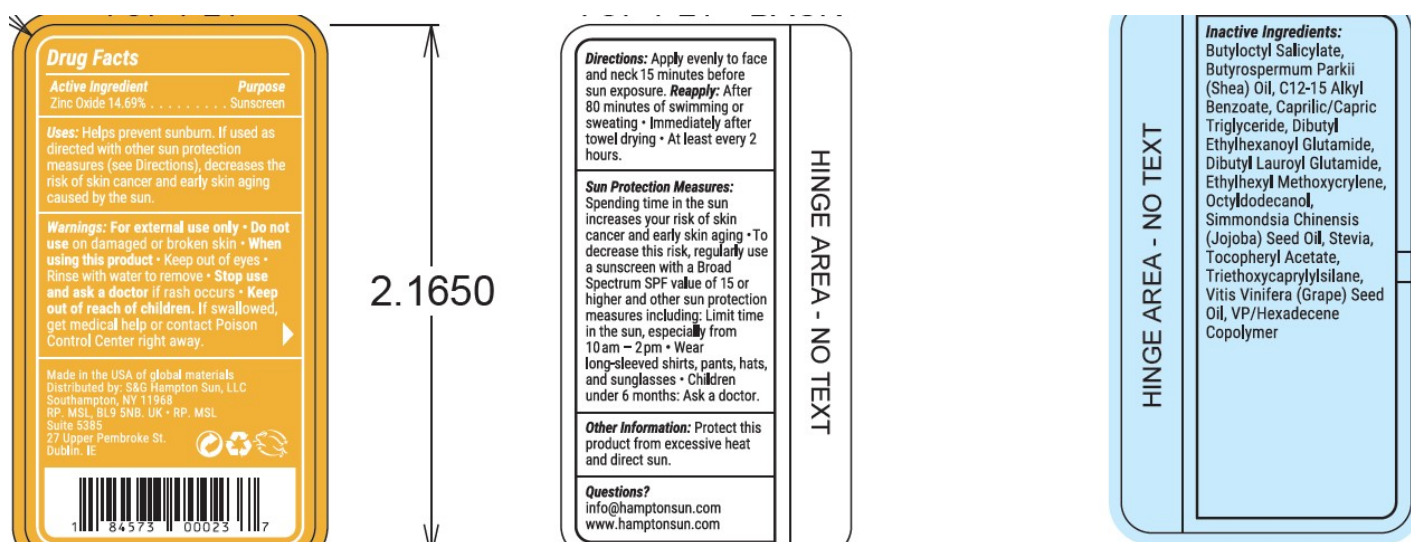 Drug Facts
Active Ingredient Purpose
Zinc Oxide 14.69% . . . . . . . . . Sunscreen
Uses: Helps prevent sunburn. If used as
directed with other sun protection
measures (see Directions), decreases the
risk of skin cancer and early skin aging
caused by the sun.
Warnings: For external use only • Do not
use on damaged or broken skin • When
using this product • Keep out of eyes •
Rinse with water to remove • Stop use
and ask a doctor if rash occurs • Keep
out of reach of children. If swallowed,
get medical help or contact Poison
Control Center right away.
Made in the USA of global materials
Distributed by: S&G Hampton Sun, LLC
Southampton, NY 11968
RP. MSL, BL9 5NB. UK • RP. MSL
Suite 5385
27 Upper Pembroke St.
Dublin. IE
1 84573 00023 7
2.1650
Directions: Apply evenly to face
and neck 15 minutes before
sun exposure. Reapply: After
80 minutes of swimming or
sweating • Immediately after
towel drying • At least every 2
hours.
Sun Protection Measures:
Spending time in the sun
increases your risk of skin
cancer and early skin aging • To
decrease this risk, regularly use
a sunscreen with a Broad
Spectrum SPF value of 15 or
higher and other sun protection
measures including: Limit time
in the sun, especially from
10 am – 2 pm • Wear
long-sleeved shirts, pants, hats,
and sunglasses • Children
under 6 months: Ask a doctor.
Other Information: Protect this
product from excessive heat
and direct sun.
Questions?
info@hamptonsun.com
www.hamptonsun.com
HINGE AREA - NO TEXT
HINGE AREA - NO TEXT
Inactive Ingredients:
Butyloctyl Salicylate,
Butyrospermum Parkii
(Shea) Oil, C12-15 Alkyl
Benzoate, Caprilic/Capric
Triglyceride, Dibutyl
Ethylhexanoyl Glutamide,
Dibutyl Lauroyl Glutamide,
Ethylhexyl Methoxycrylene,
Octyldodecanol,
Simmondsia Chinensis
(Jojoba) Seed Oil, Stevia,
Tocopheryl Acetate,
Triethoxycaprylylsilane,
Vitis Vinifera (Grape) Seed
Oil, VP/Hexadecene
Copolymer